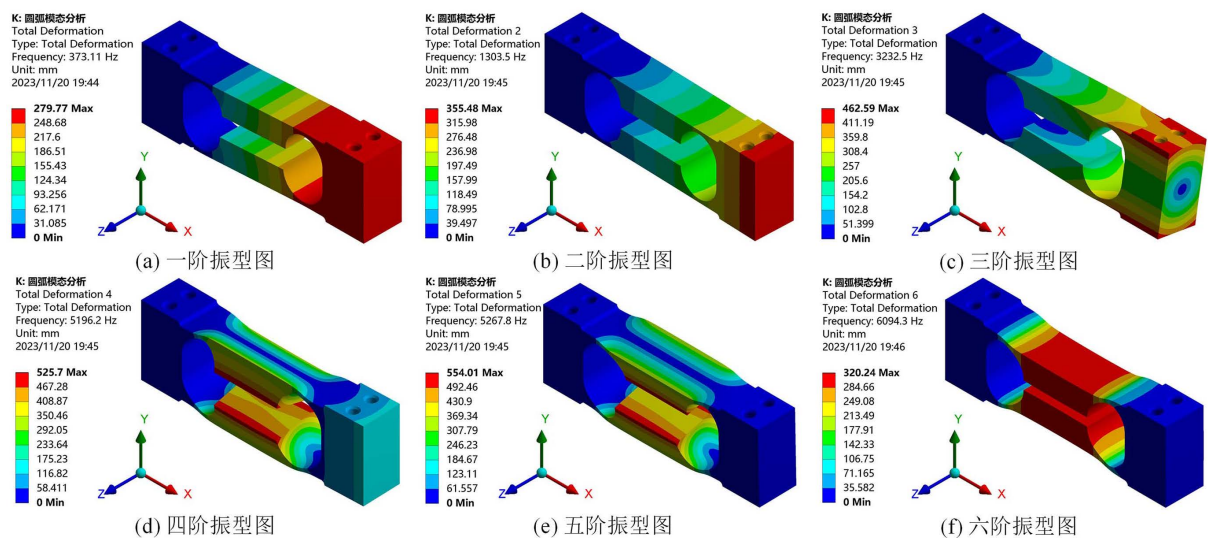 K: 圆弧模态分析
Total Deformation
Type: Total Deformation
Frequency: 373.11 Hz
Unit: mm
2023/11/20 19:44
279.77 Max
248.68
217.6
186.51
155.43
124.34
93.256
62.171
31.085
0 Min
Y
Z
X
(a) 一阶振型图
K: 圆弧模态分析
Total Deformation 2
Type: Total Deformation
Frequency: 1303.5 Hz
Unit: mm
2023/11/20 19:45
355.48 Max
315.98
276.48
236.98
197.49
157.99
118.49
78.995
39.497
0 Min
Y
Z
X
(b) 二阶振型图
K: 圆弧模态分析
Total Deformation 3
Type: Total Deformation
Frequency: 3232.5 Hz
Unit: mm
2023/11/20 19:45
462.59 Max
411.19
359.8
308.4
257
205.6
154.2
102.8
51.399
0 Min
Y
Z
X
(c) 三阶振型图
K: 圆弧模态分析
Total Deformation 4
Type: Total Deformation
Frequency: 5196.2 Hz
Unit: mm
2023/11/20 19:45
525.7 Max
467.28
408.87
350.46
292.05
233.64
175.23
116.82
58.411
0 Min
Y
Z
X
(d) 四阶振型图
K: 圆弧模态分析
Total Deformation 5
Type: Total Deformation
Frequency: 5267.8 Hz
Unit: mm
2023/11/20 19:45
554.01 Max
492.46
430.9
369.34
307.79
246.23
184.67
123.11
61.557
0 Min
Y
Z
X
(e) 五阶振型图
K: 圆弧模态分析
Total Deformation 6
Type: Total Deformation
Frequency: 6094.3 Hz
Unit: mm
2023/11/20 19:46
320.24 Max
284.66
249.08
213.49
177.91
142.33
106.75
71.165
35.582
0 Min
Y
Z
X
(f) 六阶振型图